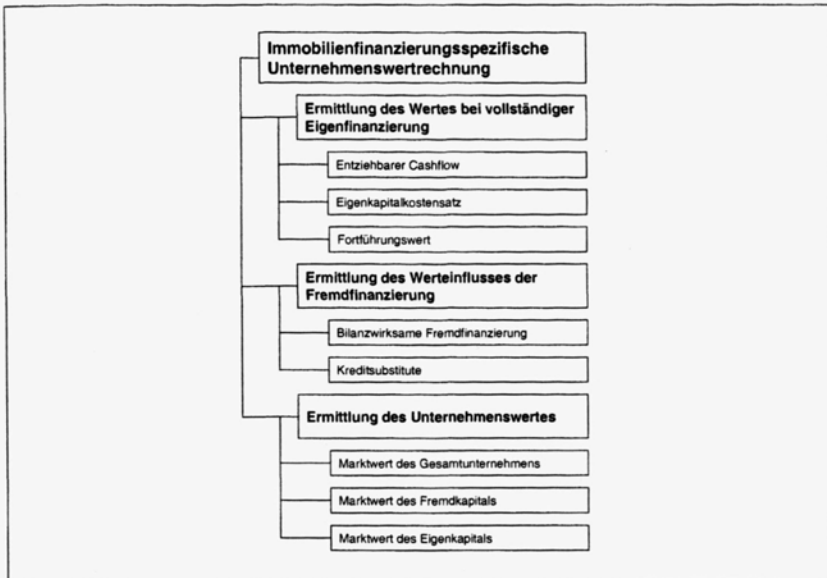 Immobilienfinanzierungsspezifische
Unternehmenswertrechnung
Ermittlung des Wertes bei vollständiger
Eigenfinanzierung
Entziehbarer Cashflow
Eigenkapitalkostensatz
Fortführungswert
Ermittlung des Werteinflusses der
Fremdfinanzierung
Bilanzwirksame Fremdfinanzierung
Kreditsubstitute
Ermittlung des Unternehmenswertes
Marktwert des Gesamtunternehmens
Marktwert des Fremdkapitals
Marktwert des Eigenkapitals